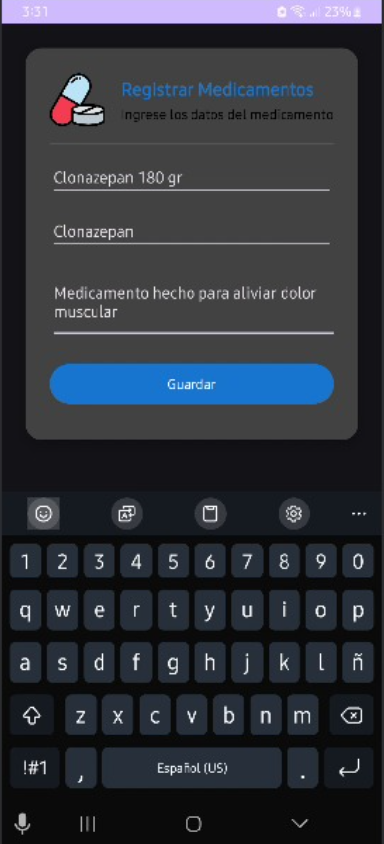 3:31
23%
Registrar Medicamentos
Ingrese los datos del medicamento
Clonazepan 180 gr
Clonazepan
Medicamento hecho para aliviar dolor
muscular
Guardar
1 2 3 4 5 6 7 8 9 0
q w e r t y u i o p
a s d f g h j k l ñ
z x c v b n m
!#1 , Español (US) .